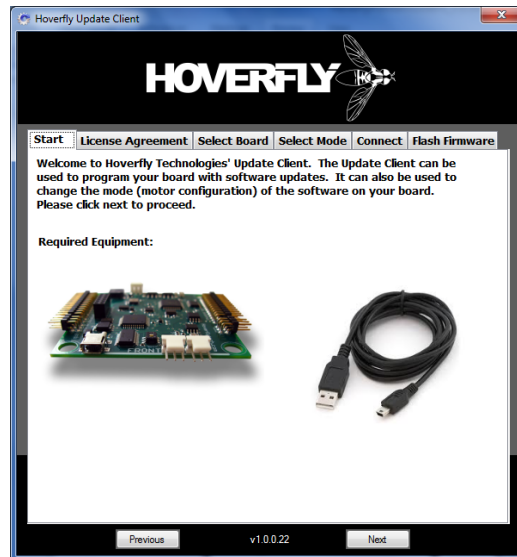 Hoverfly Update Client
HOVERFLY
Start License Agreement Select Board Select Mode Connect Flash Firmware
Welcome to Hoverfly Technologies' Update Client. The Update Client can be
used to program your board with software updates. It can also be used to
change the mode (motor configuration) of the software on your board.
Please click next to proceed.
Required Equipment:
FRONT
Previous v1.0.0.22 Next